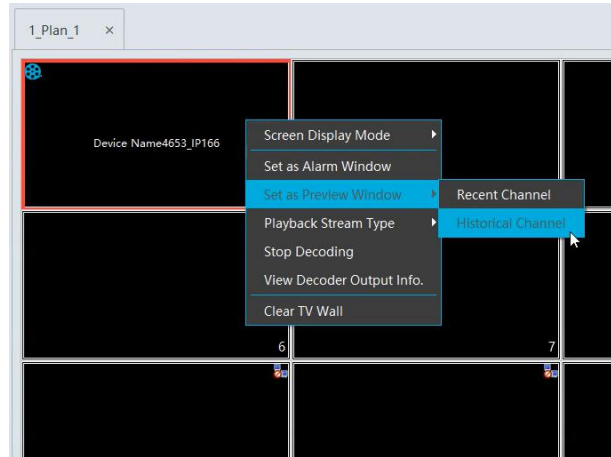 1_Plan_1 ×
Device Name4653_IP166
Screen Display Mode
Set as Alarm Window
Set as Preview Window
Recent Channel
Playback Stream Type
Historical Channel
Stop Decoding
View Decoder Output Info.
Clear TV Wall
6
7